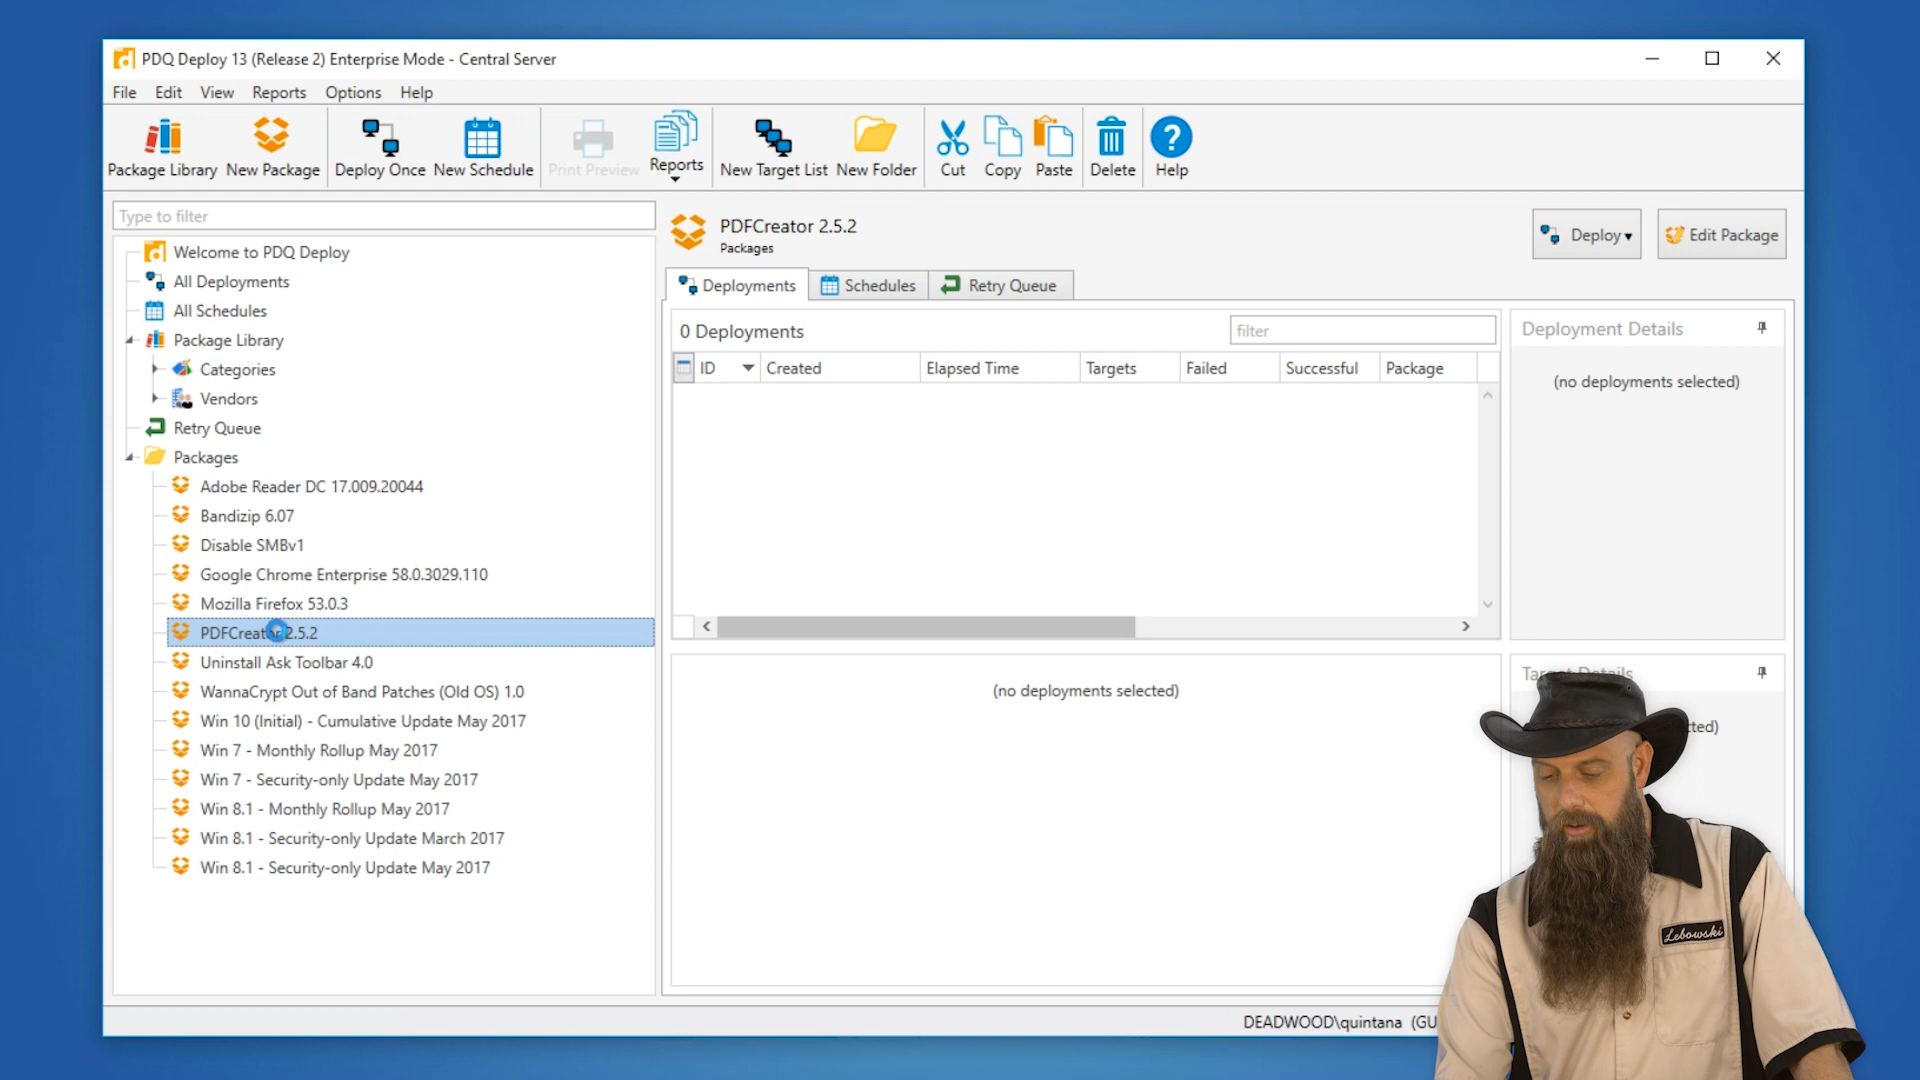 PDQ Deploy 13 (Release 2) Enterprise Mode - Central Server
File Edit View Reports Options Help
Package Library New Package Deploy Once New Schedule Print Preview Reports New Target List New Folder Cut Copy Paste Delete Help
Type to filter
Welcome to PDQ Deploy
All Deployments
All Schedules
Package Library
Categories
Vendors
Retry Queue
Packages
Adobe Reader DC 17.009.20044
Bandizip 6.07
Disable SMBv1
Google Chrome Enterprise 58.0.3029.110
Mozilla Firefox 53.0.3
PDFCreator 2.5.2
Uninstall Ask Toolbar 4.0
WannaCrypt Out of Band Patches (Old OS) 1.0
Win 10 (Initial) - Cumulative Update May 2017
Win 7 - Monthly Rollup May 2017
Win 7 - Security-only Update May 2017
Win 8.1 - Monthly Rollup May 2017
Win 8.1 - Security-only Update March 2017
Win 8.1 - Security-only Update May 2017
PDFCreator 2.5.2
Packages
Deploy Edit Package
Deployments Schedules Retry Queue
0 Deployments filter
ID Created Elapsed Time Targets Failed Successful Package
Deployment Details
(no deployments selected)
(no deployments selected)
Target Details
cted)
Lebowski
DEADWOOD\quintana (GU